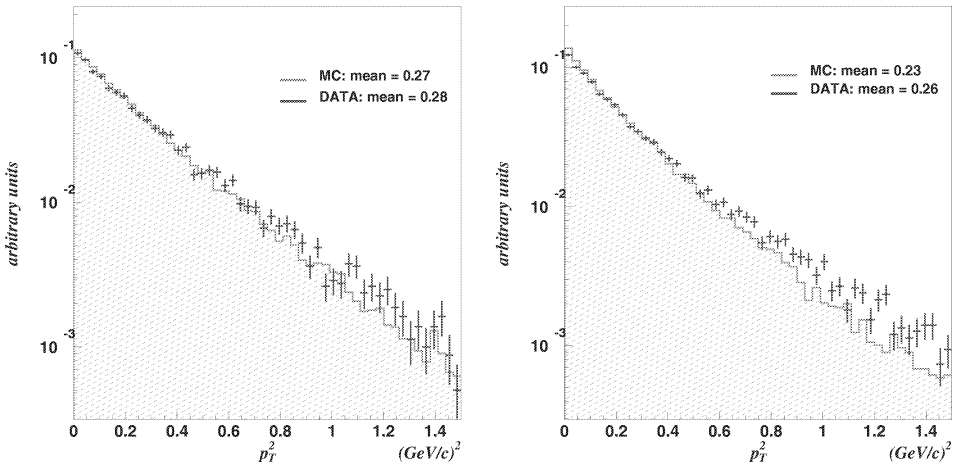 10^-1
10^-2
10^-3
arbitrary units
MC: mean = 0.27
DATA: mean = 0.28
0 0.2 0.4 0.6 0.8 1 1.2 1.4
p_T^2 (GeV/c)^2
10^-1
10^-2
10^-3
arbitrary units
MC: mean = 0.23
DATA: mean = 0.26
0 0.2 0.4 0.6 0.8 1 1.2 1.4
p_T^2 (GeV/c)^2